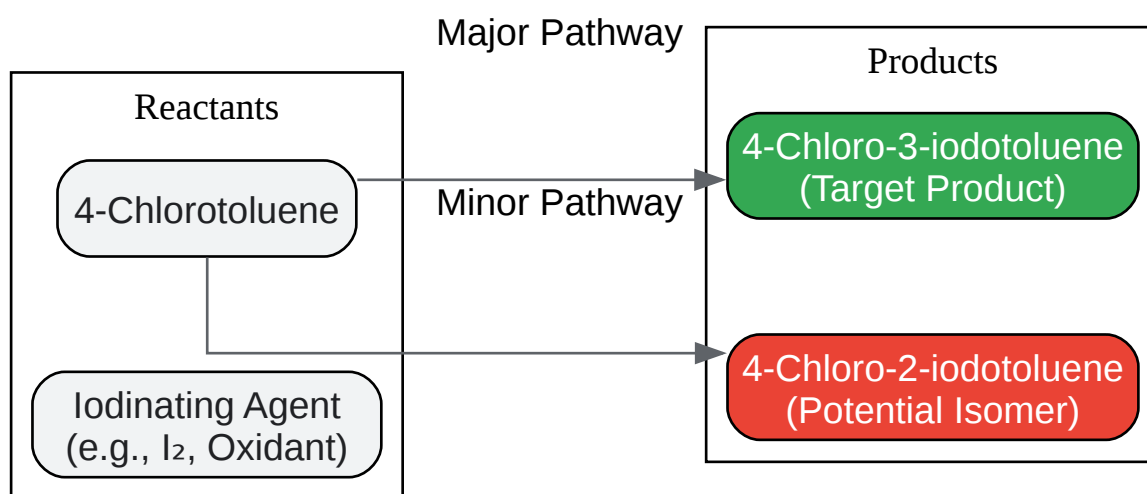 Major Pathway
Reactants
Products
4-Chlorotoluene
4-Chloro-3-iodotoluene
(Target Product)
Minor Pathway
Iodinating Agent
(e.g., I₂, Oxidant)
4-Chloro-2-iodotoluene
(Potential Isomer)